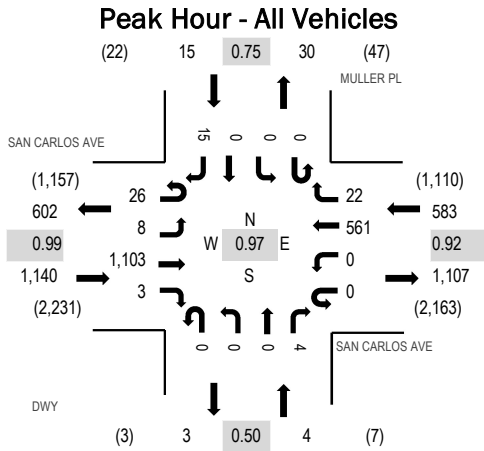 Peak Hour - All Vehicles
(22) 15 0.75 30 (47)
MULLER PL
15 0 0 0
SAN CARLOS AVE
(1,157) 26 22 (1,110)
602 8 561 583
N
0.99 W 0.97 E 0.92
S
1,140 1,103 0 1,107
(2,231) 3 0 (2,163)
0 0 0 4
SAN CARLOS AVE
DWY
(3) 3 0.50 4 (7)